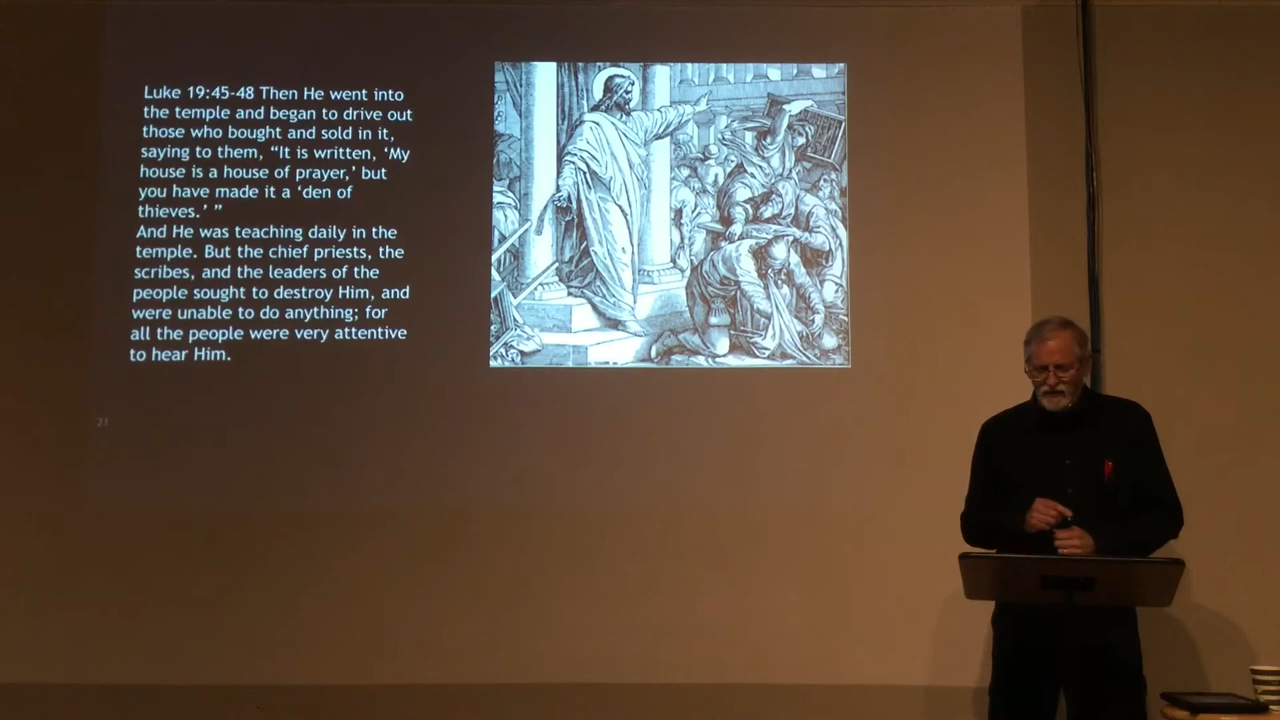 Luke 19:45-48 Then He went into
the temple and began to drive out
those who bought and sold in it,
saying to them, “It is written, ‘My
house is a house of prayer,’ but
you have made it a ‘den of
thieves.’ ”
And He was teaching daily in the
temple. But the chief priests, the
scribes, and the leaders of the
people sought to destroy Him, and
were unable to do anything; for
all the people were very attentive
to hear Him.
21